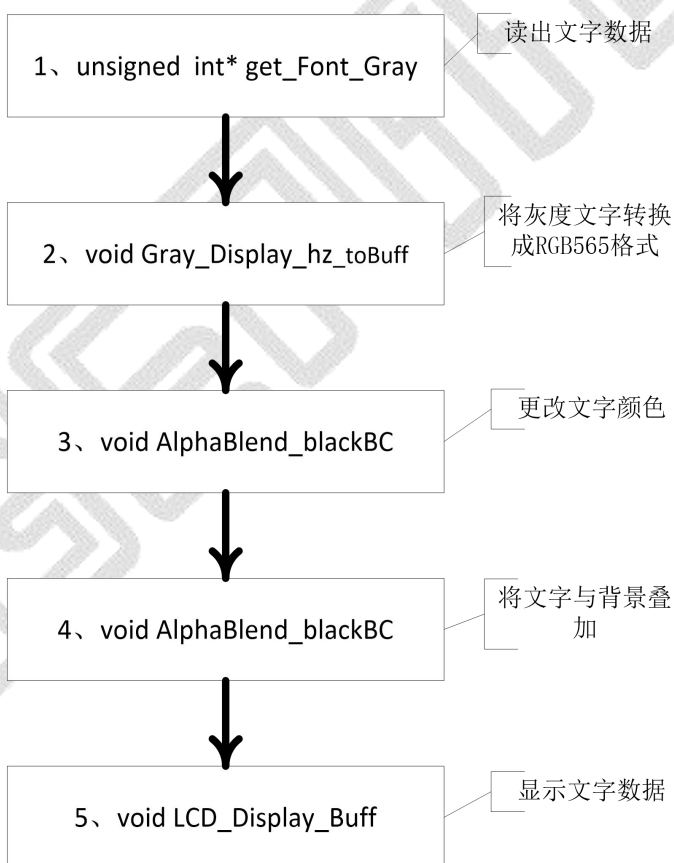 1、unsigned int* get_Font_Gray
读出文字数据
2、void Gray_Display_hz_toBuff
将灰度文字转换
成RGB565格式
3、void AlphaBlend_blackBC
更改文字颜色
4、void AlphaBlend_blackBC
将文字与背景叠
加
5、void LCD_Display_Buff
显示文字数据